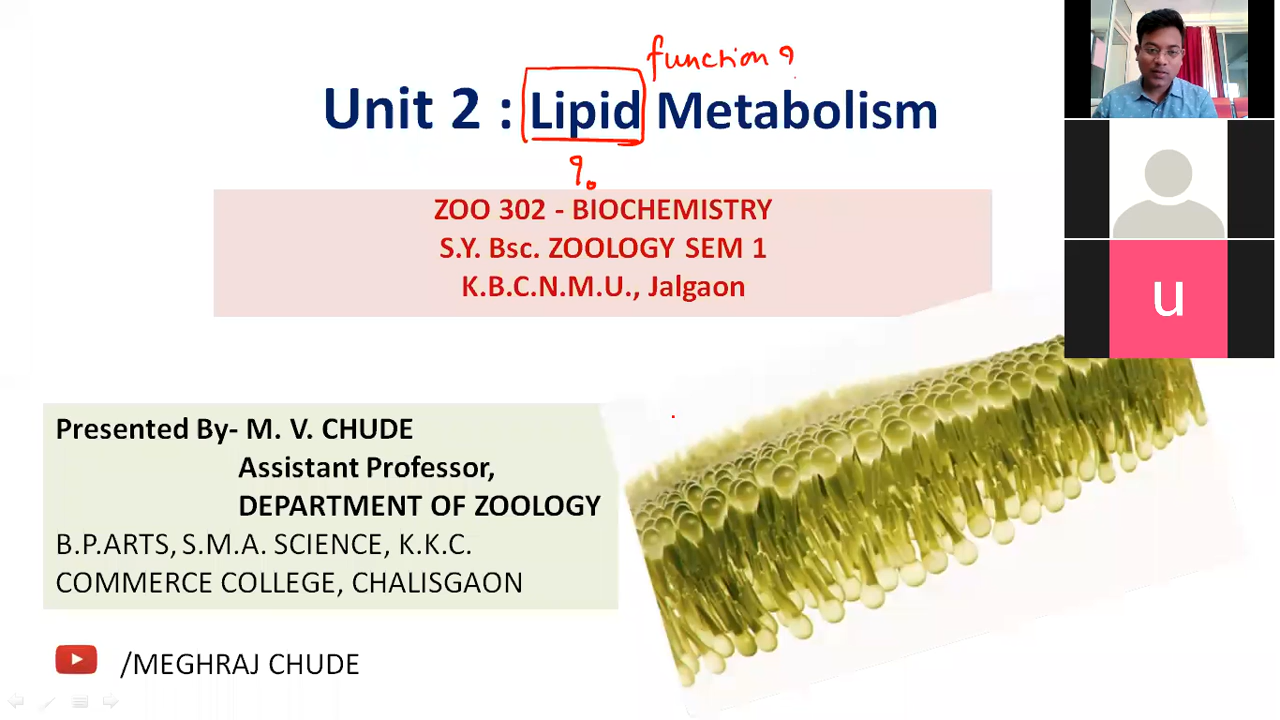 function ?
Unit 2 : Lipid Metabolism
?
ZOO 302 - BIOCHEMISTRY
S.Y. Bsc. ZOOLOGY SEM 1
K.B.C.N.M.U., Jalgaon
Presented By- M. V. CHUDE
Assistant Professor,
DEPARTMENT OF ZOOLOGY
B.P.ARTS, S.M.A. SCIENCE, K.K.C.
COMMERCE COLLEGE, CHALISGAON
/MEGHRAJ CHUDE
u